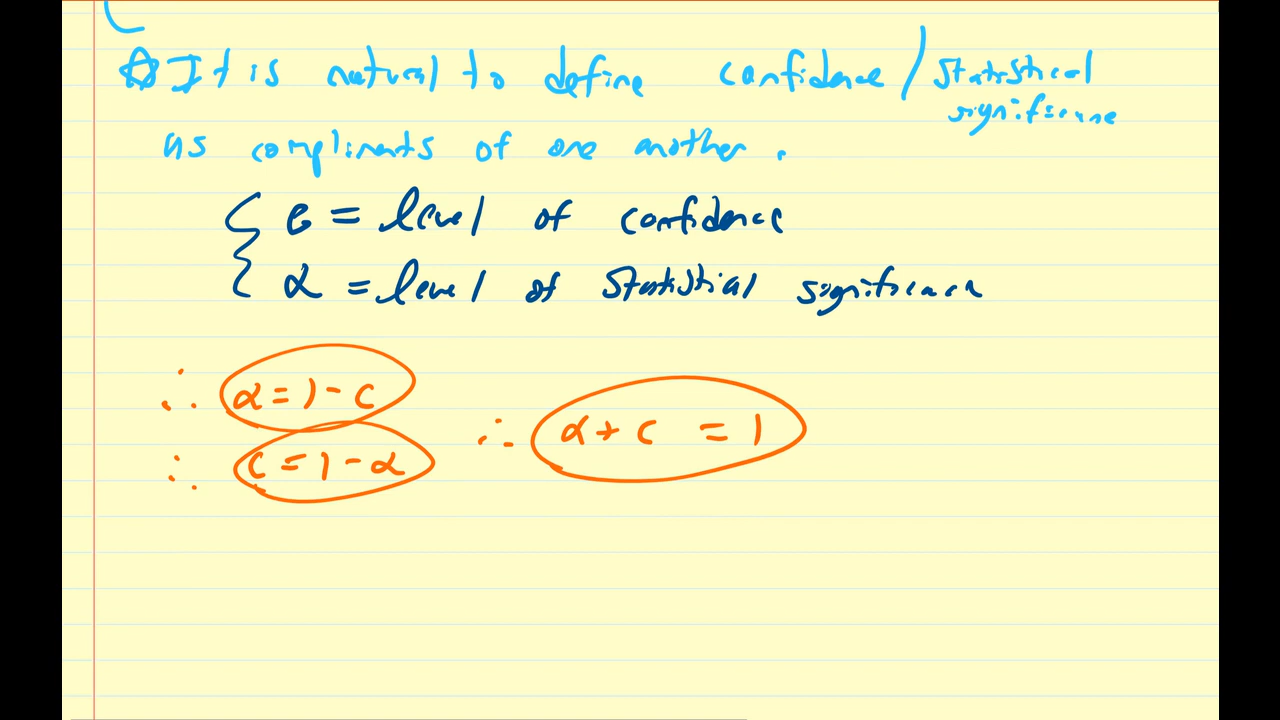 ☆ It is natural to define confidence / statistical significance
as compliments of one another.
c = level of confidence
α = level of statistial significance
∴ α = 1 - c
∴ c = 1 - α
∴ α + c = 1